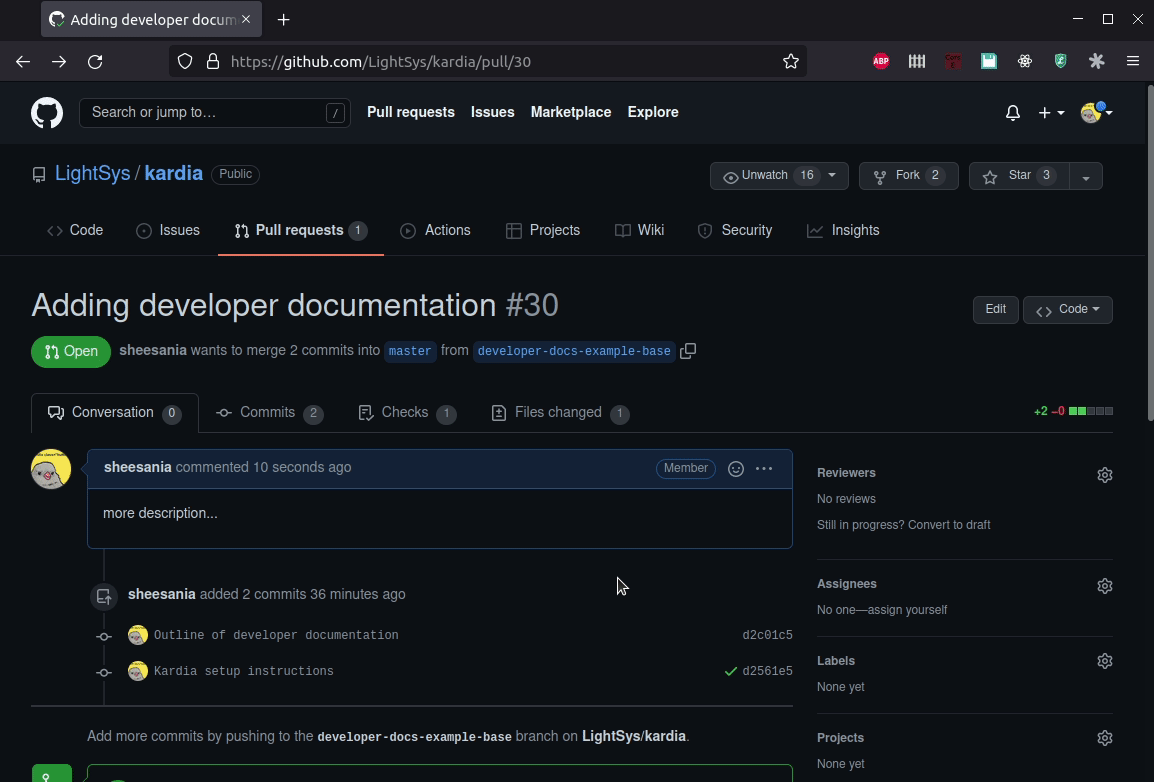 Adding developer docum
https://github.com/LightSys/kardia/pull/30
ABP
Search or jump to… / Pull requests Issues Marketplace Explore
LightSys / kardia Public Unwatch 16 Fork 2 Star 3
Code Issues Pull requests 1 Actions Projects Wiki Security Insights
Adding developer documentation #30 Edit Code
Open sheesania wants to merge 2 commits into master from developer-docs-example-base
Conversation 0 Commits 2 Checks 1 Files changed 1 +2 −0
sheesania commented 10 seconds ago Member
more description...
sheesania added 2 commits 36 minutes ago
Outline of developer documentation d2c01c5
Kardia setup instructions d2561e5
Add more commits by pushing to the developer-docs-example-base branch on LightSys/kardia.
Reviewers
No reviews
Still in progress? Convert to draft
Assignees
No one—assign yourself
Labels
None yet
Projects
None yet